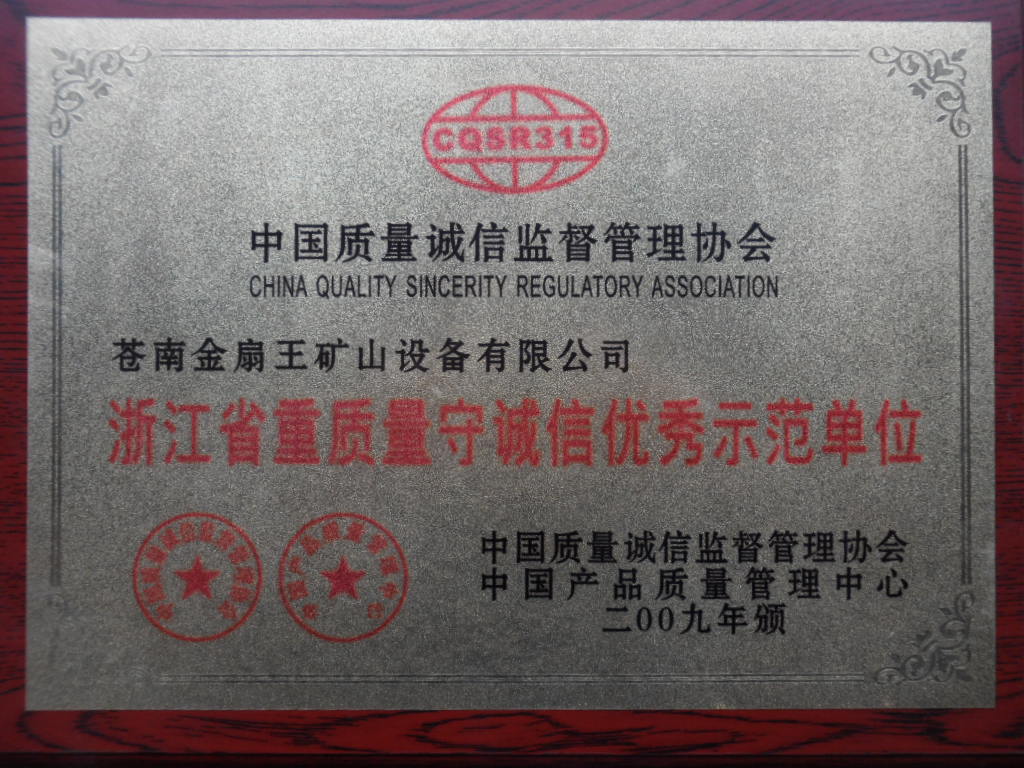 CQSR315
中国质量诚信监督管理协会
CHINA QUALITY SINCERITY REGULATORY ASSOCIATION
苍南金扇王矿山设备有限公司
浙江省重质量守诚信优秀示范单位
中国质量诚信监督管理协会
中国产品质量管理中心
二00九年颁